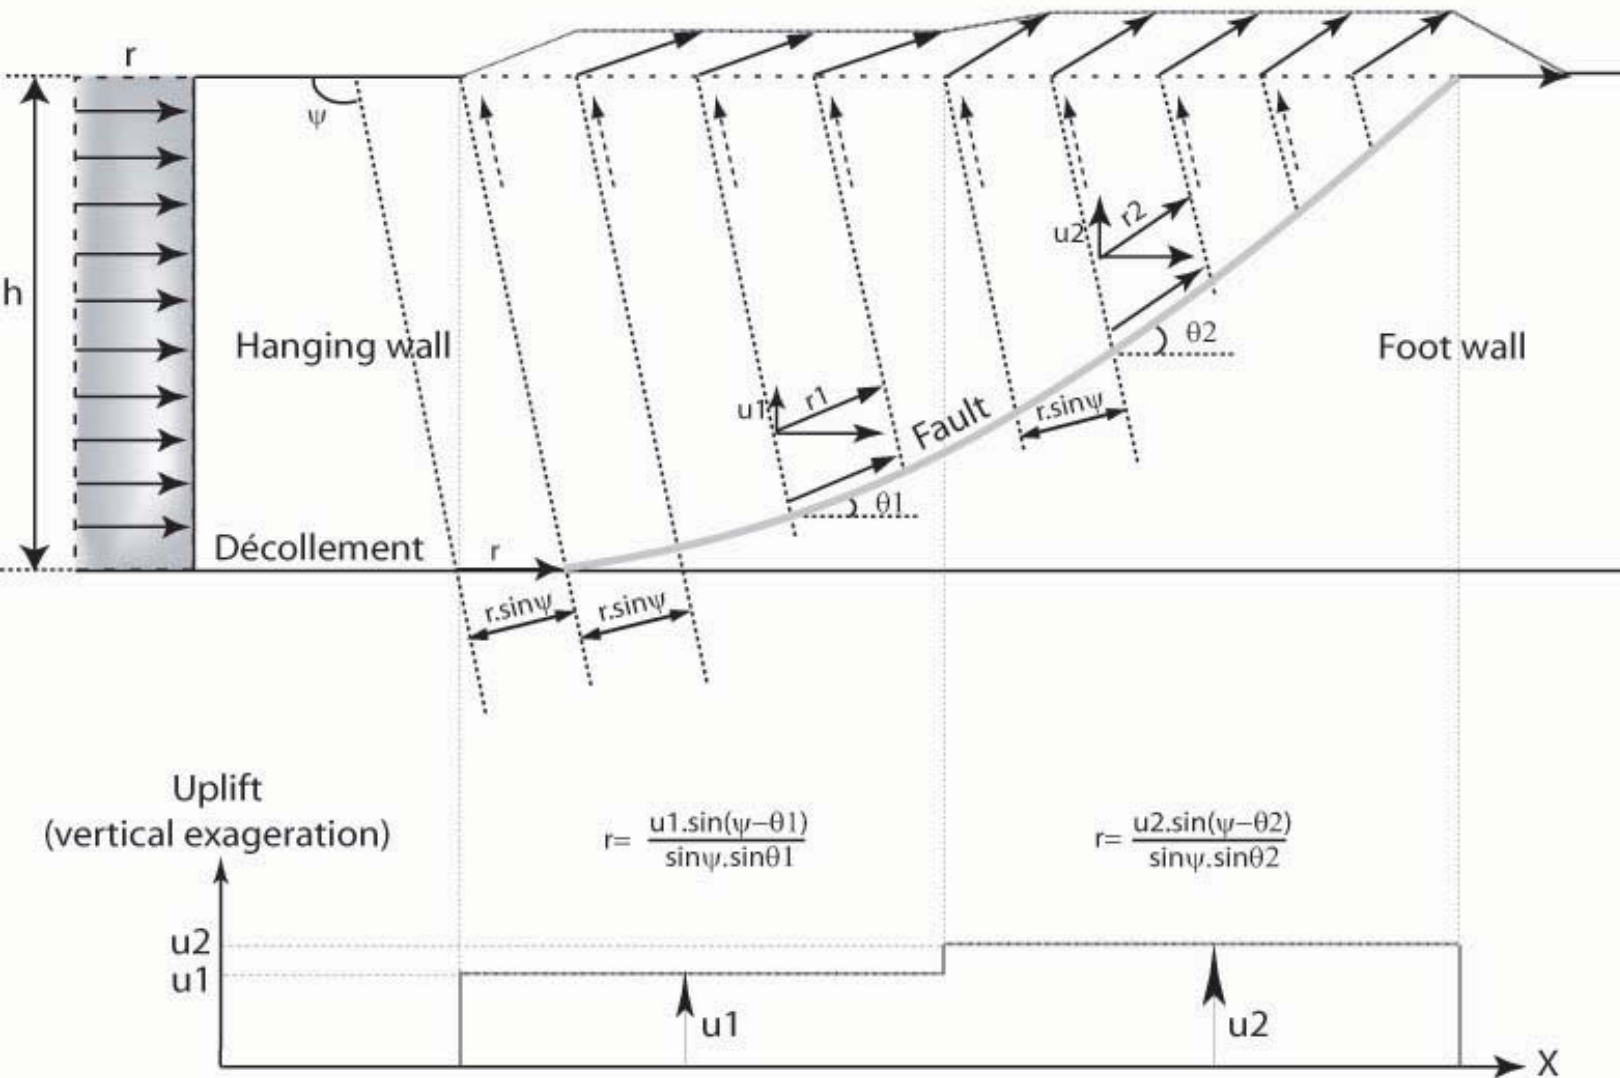 r
ψ
h
u2
r2
Hanging wall
θ2
Foot wall
u1
r1
Fault
r.sinψ
θ1
Décollement
r
r.sinψ
r.sinψ
Uplift
(vertical exageration)
r= u1.sin(ψ–θ1)
sinψ.sinθ1
r= u2.sin(ψ–θ2)
sinψ.sinθ2
u2
u1
u1
u2
X